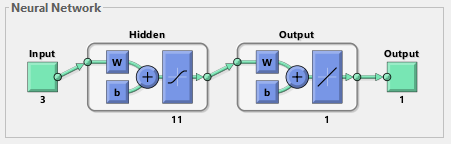 Neural Network
Hidden
Output
Input
Output
W
W
b
b
+
+
3
11
1
1